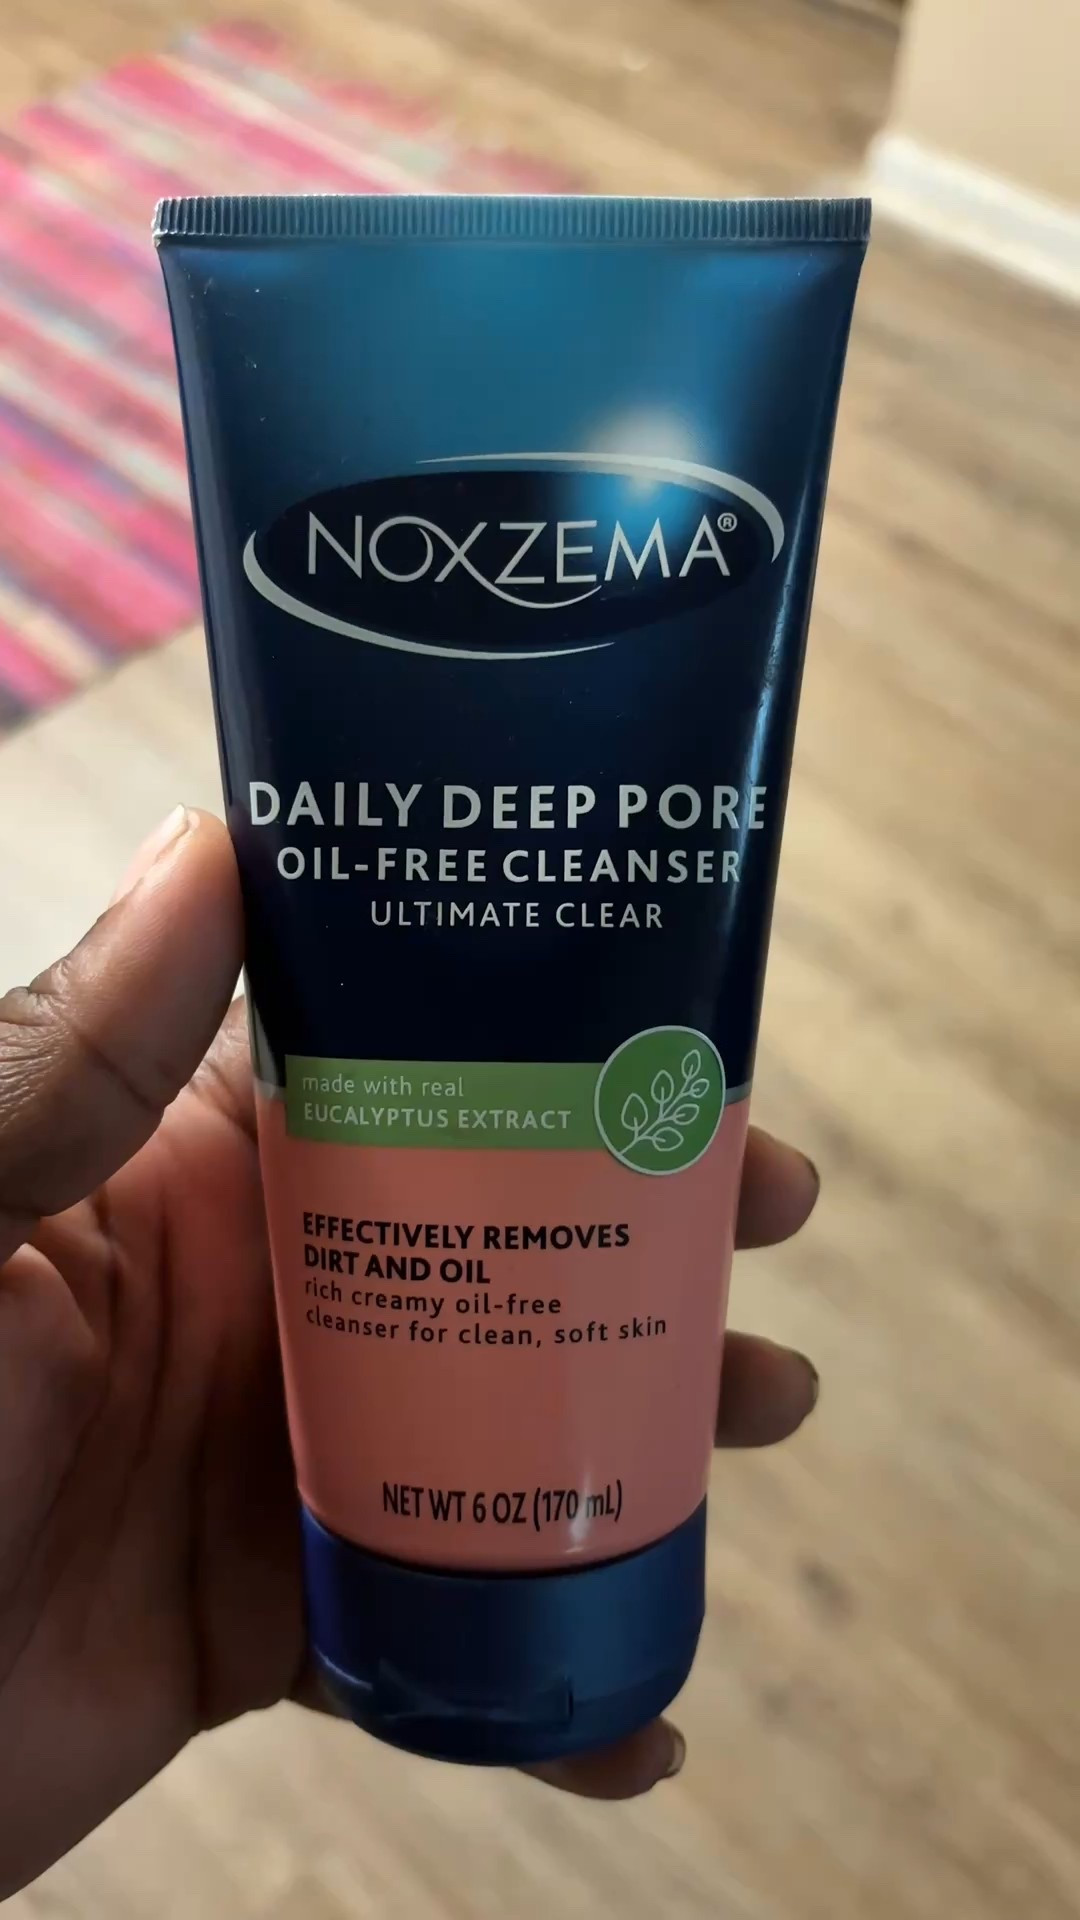 NOXZEMA®
DAILY DEEP PORE
OIL-FREE CLEANSER
ULTIMATE CLEAR
made with real
EUCALYPTUS EXTRACT
EFFECTIVELY REMOVES
DIRT AND OIL
rich creamy oil-free
cleanser for clean, soft skin
NET WT 6 OZ (170 mL)